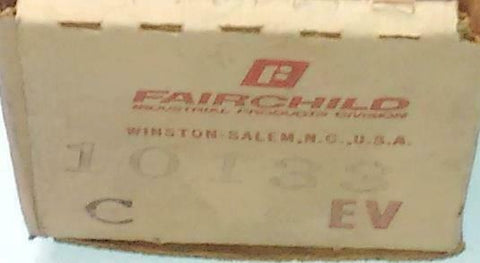 FAIRCHILD
INDUSTRIAL PRODUCTS DIVISION
WINSTON-SALEM, N.C., U.S.A.
10133
C EV